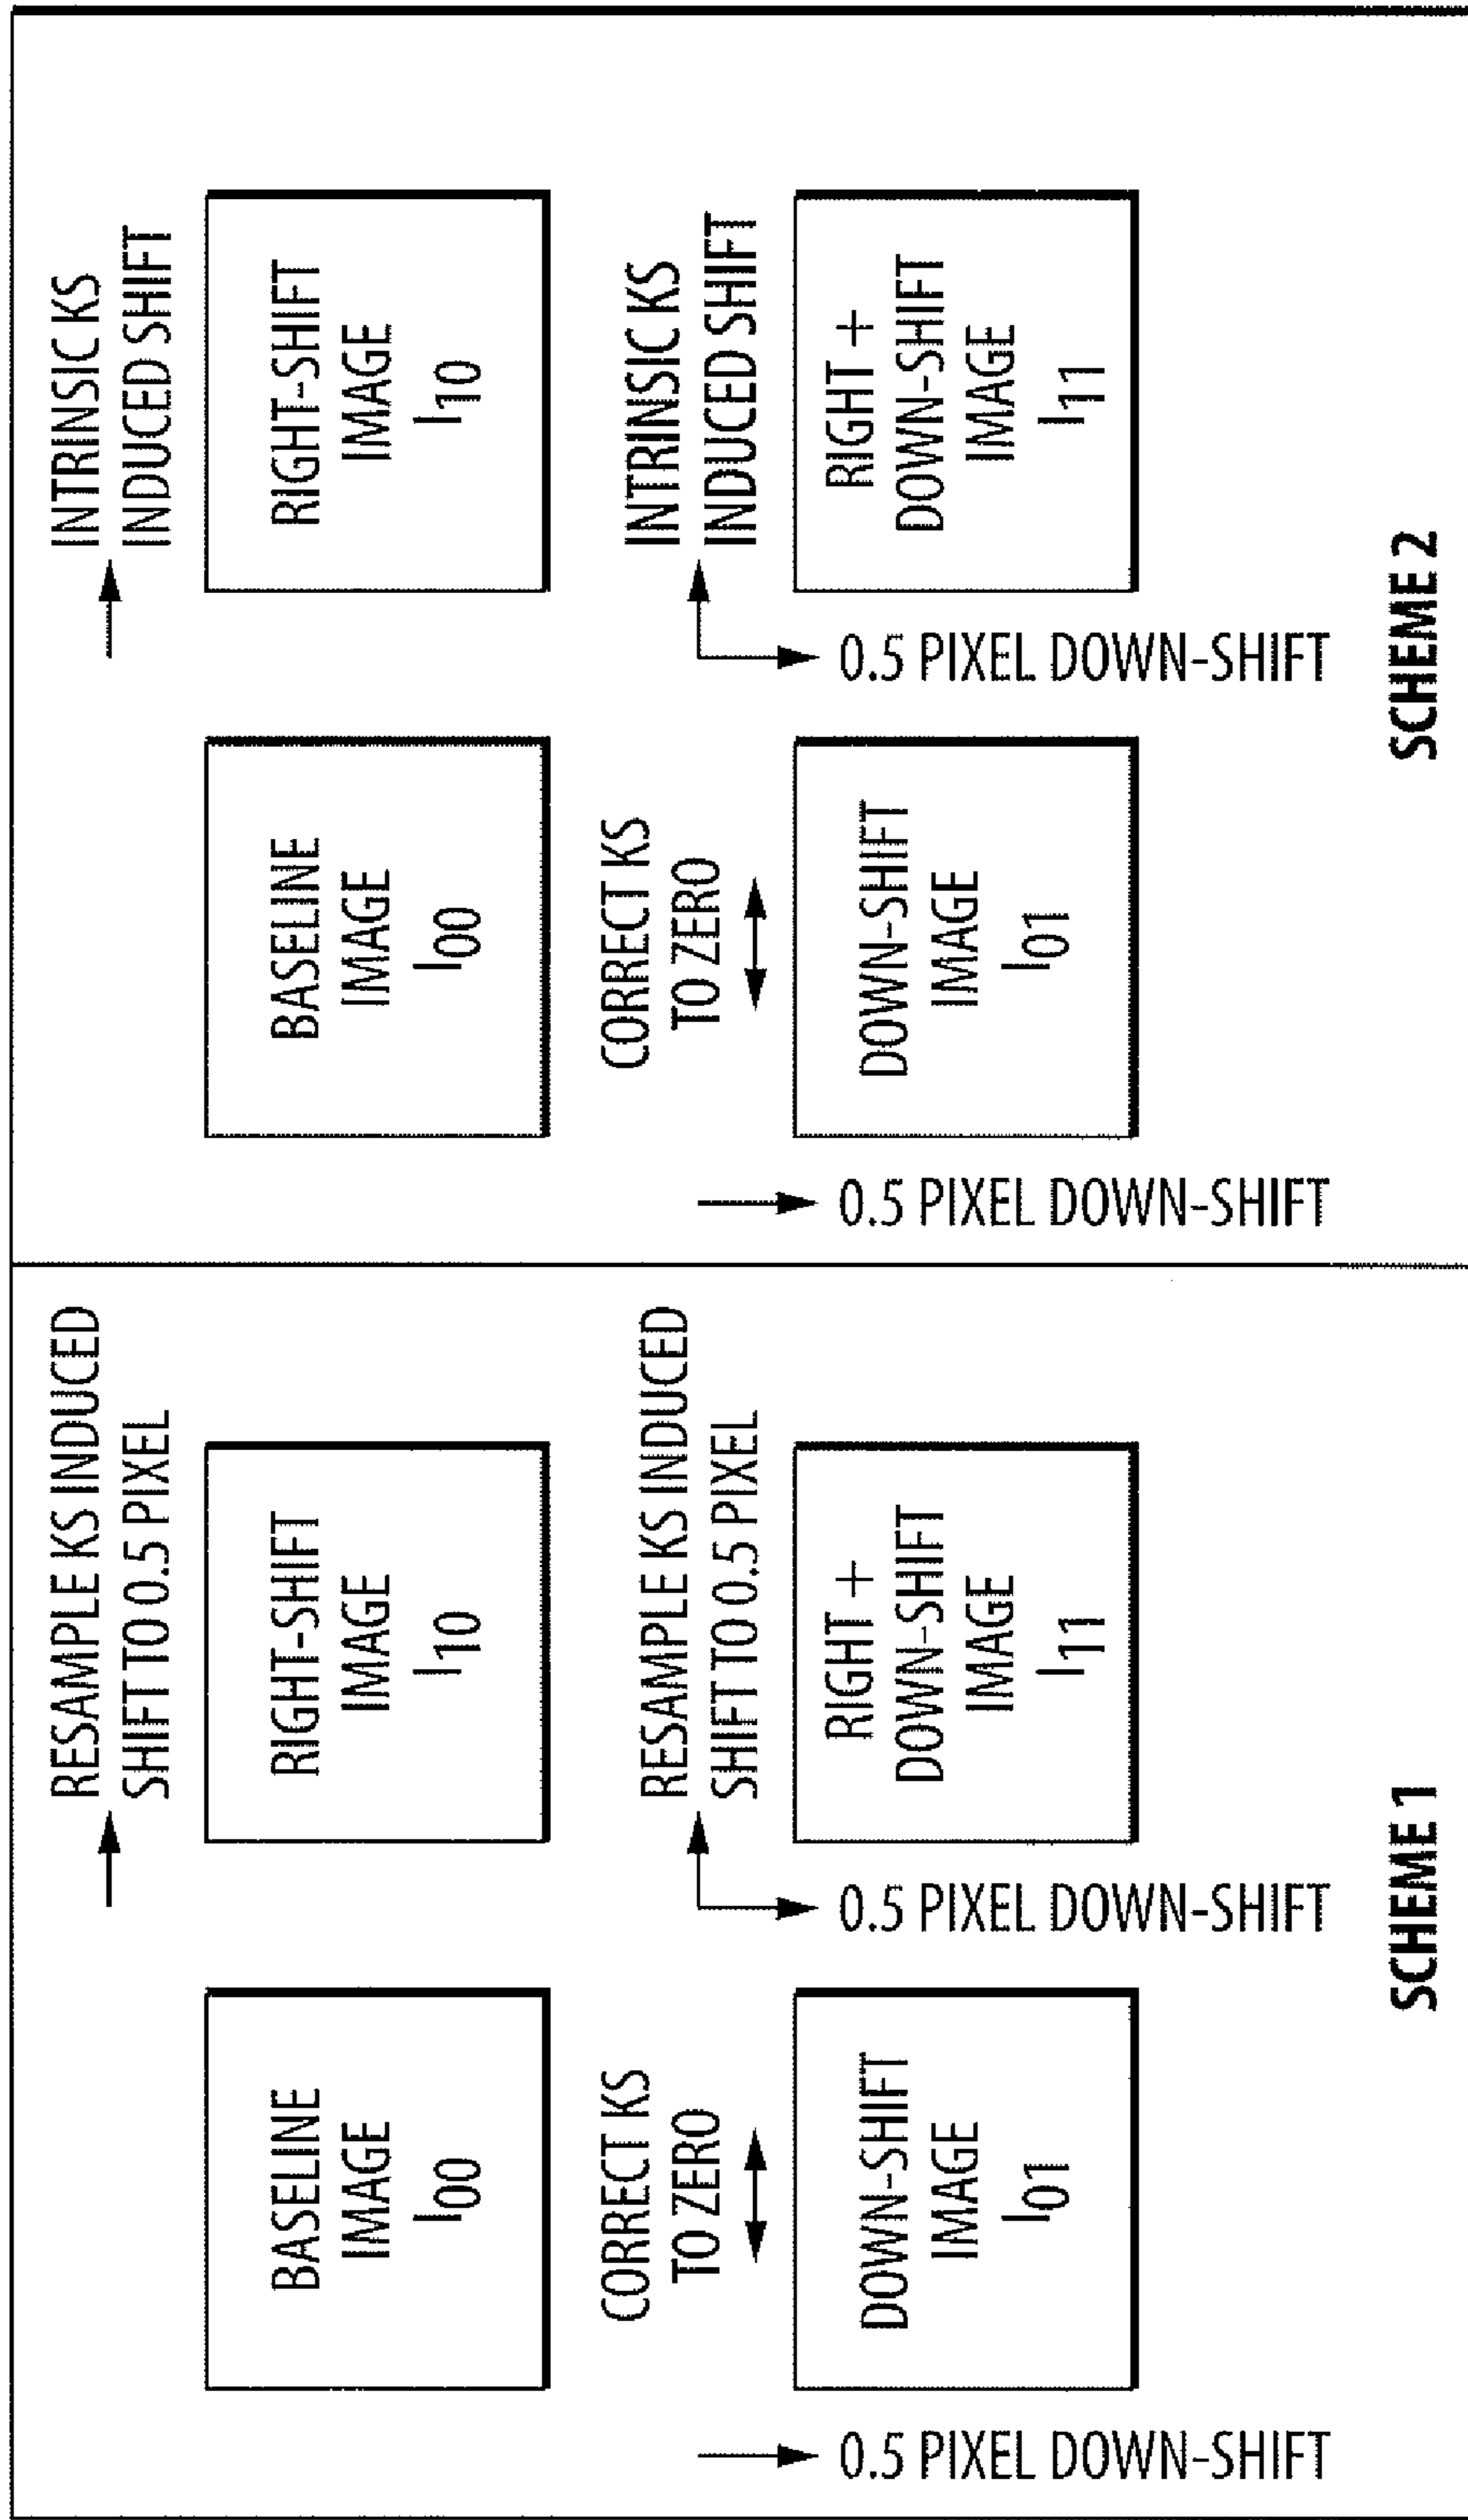 RESAMPLE KS INDUCED
SHIFT TO 0.5 PIXEL
BASELINE
IMAGE
I00
RIGHT-SHIFT
IMAGE
I10
CORRECT KS
TO ZERO
RESAMPLE KS INDUCED
SHIFT TO 0.5 PIXEL
0.5 PIXEL DOWN-SHIFT
DOWN-SHIFT
IMAGE
I01
0.5 PIXEL DOWN-SHIFT
RIGHT +
DOWN-SHIFT
IMAGE
I11
SCHEME 1
INTRINSIC KS
INDUCED SHIFT
BASELINE
IMAGE
I00
RIGHT-SHIFT
IMAGE
I10
CORRECT KS
TO ZERO
INTRINSIC KS
INDUCED SHIFT
0.5 PIXEL DOWN-SHIFT
DOWN-SHIFT
IMAGE
I01
0.5 PIXEL DOWN-SHIFT
RIGHT +
DOWN-SHIFT
IMAGE
I11
SCHEME 2